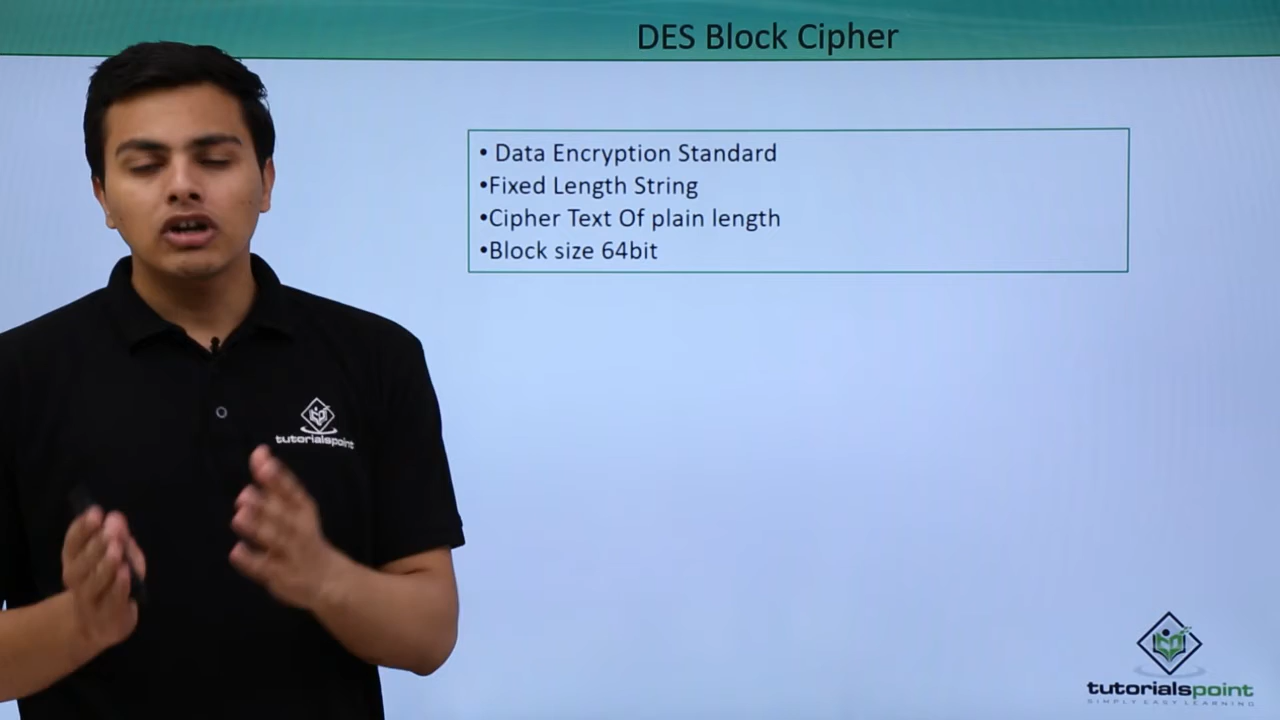 DES Block Cipher
• Data Encryption Standard
•Fixed Length String
•Cipher Text Of plain length
•Block size 64bit
tutorialspoint
tutorialspoint
SIMPLY EASY LEARNING